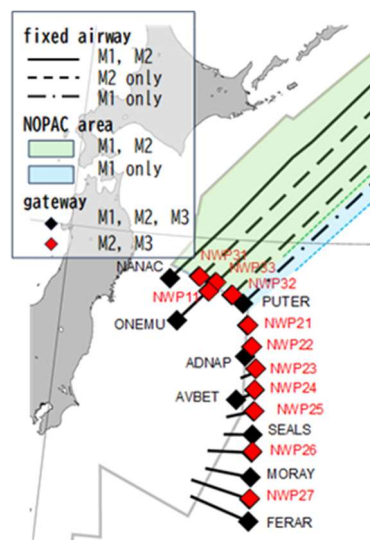 fixed airway
M1, M2
M2 only
M1 only
NOPAC area
M1, M2
M1 only
gateway
M1, M2, M3
M2, M3
NWP31
NANAC
NWP33
NWP32
NWP11
PUTER
ONEMU
NWP21
NWP22
ADNAP
NWP23
NWP24
AVBET
NWP25
SEALS
NWP26
MORAY
NWP27
FERAR